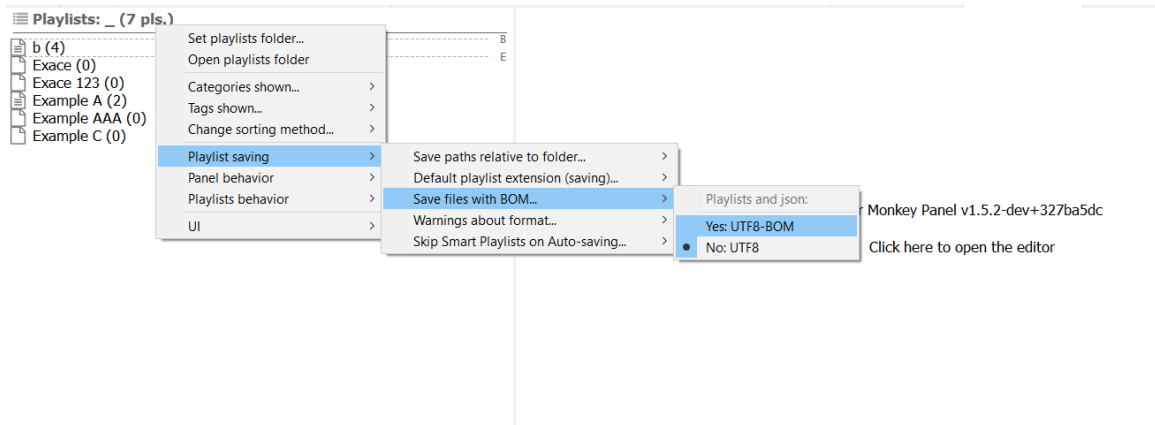 Playlists: _ (7 pls.)
b (4)
Exace (0)
Exace 123 (0)
Example A (2)
Example AAA (0)
Example C (0)
B
E
Set playlists folder...
Open playlists folder
Categories shown...
Tags shown...
Change sorting method...
Playlist saving
Panel behavior
Playlists behavior
UI
Save paths relative to folder...
Default playlist extension (saving)...
Save files with BOM...
Warnings about format...
Skip Smart Playlists on Auto-saving...
Playlists and json:
Yes: UTF8-BOM
No: UTF8
Monkey Panel v1.5.2-dev+327ba5dc
Click here to open the editor